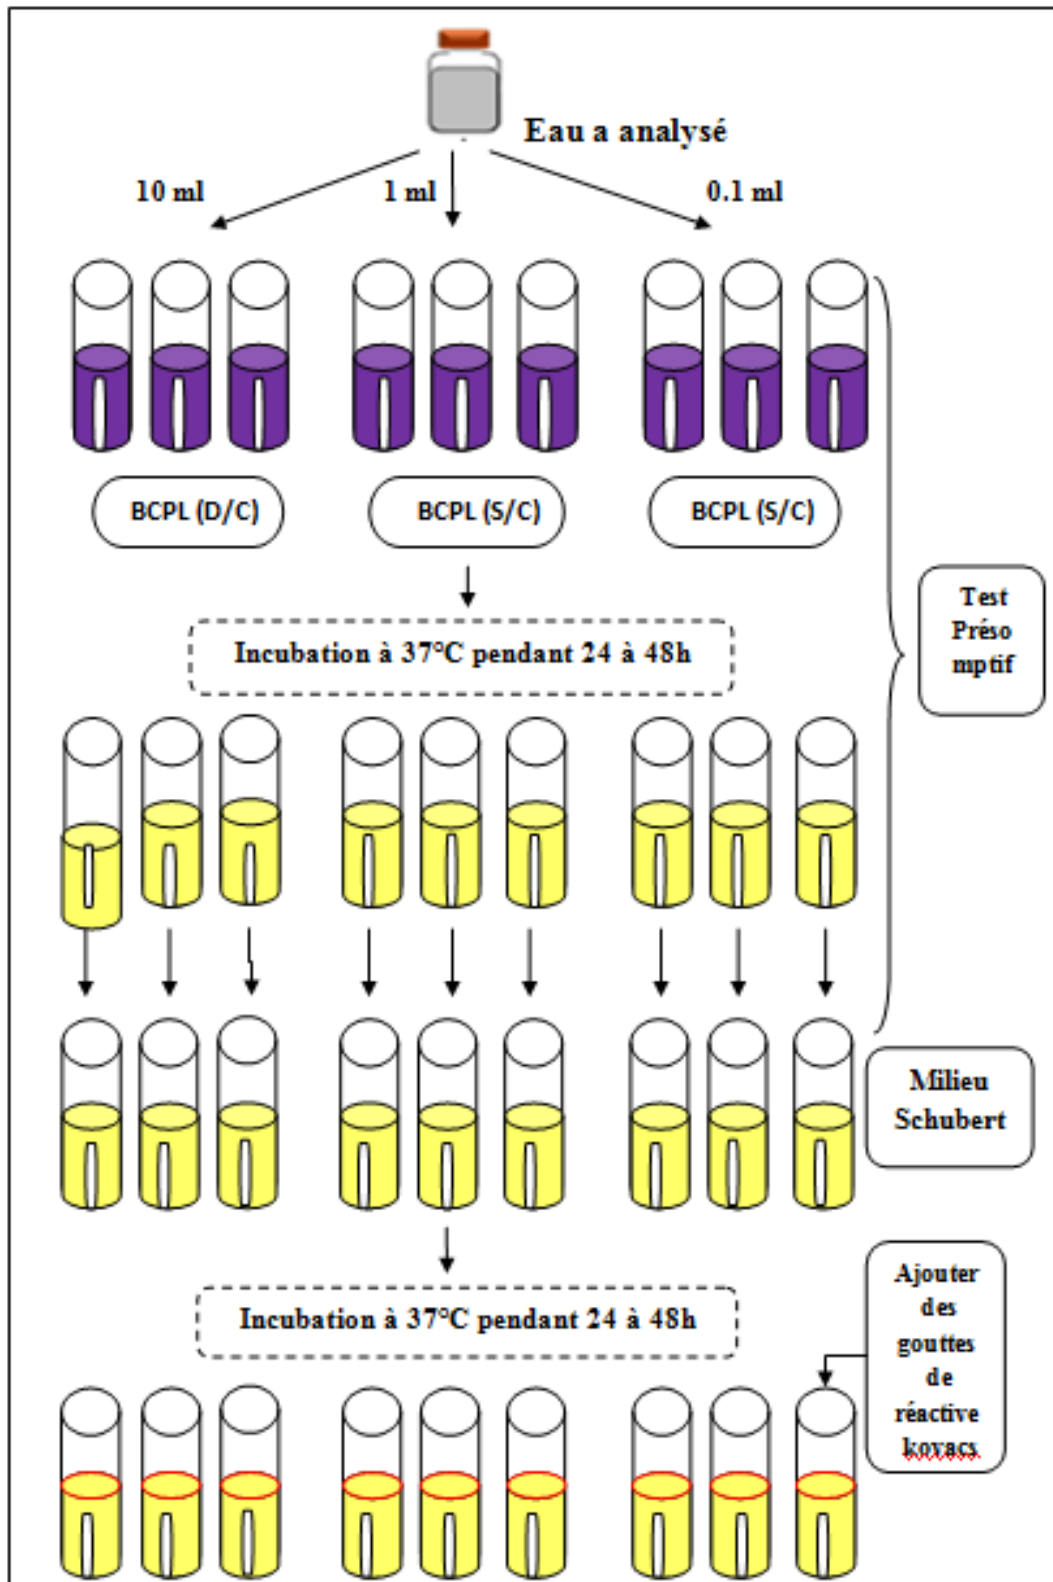 Eau a analysé
10 ml
1 ml
0.1 ml
BCPL (D/C)
BCPL (S/C)
BCPL (S/C)
Incubation à 37°C pendant 24 à 48h
Test
Préso
mptif
Milieu
Schubert
Incubation à 37°C pendant 24 à 48h
Ajouter
des
gouttes
de
réactive
kovacs